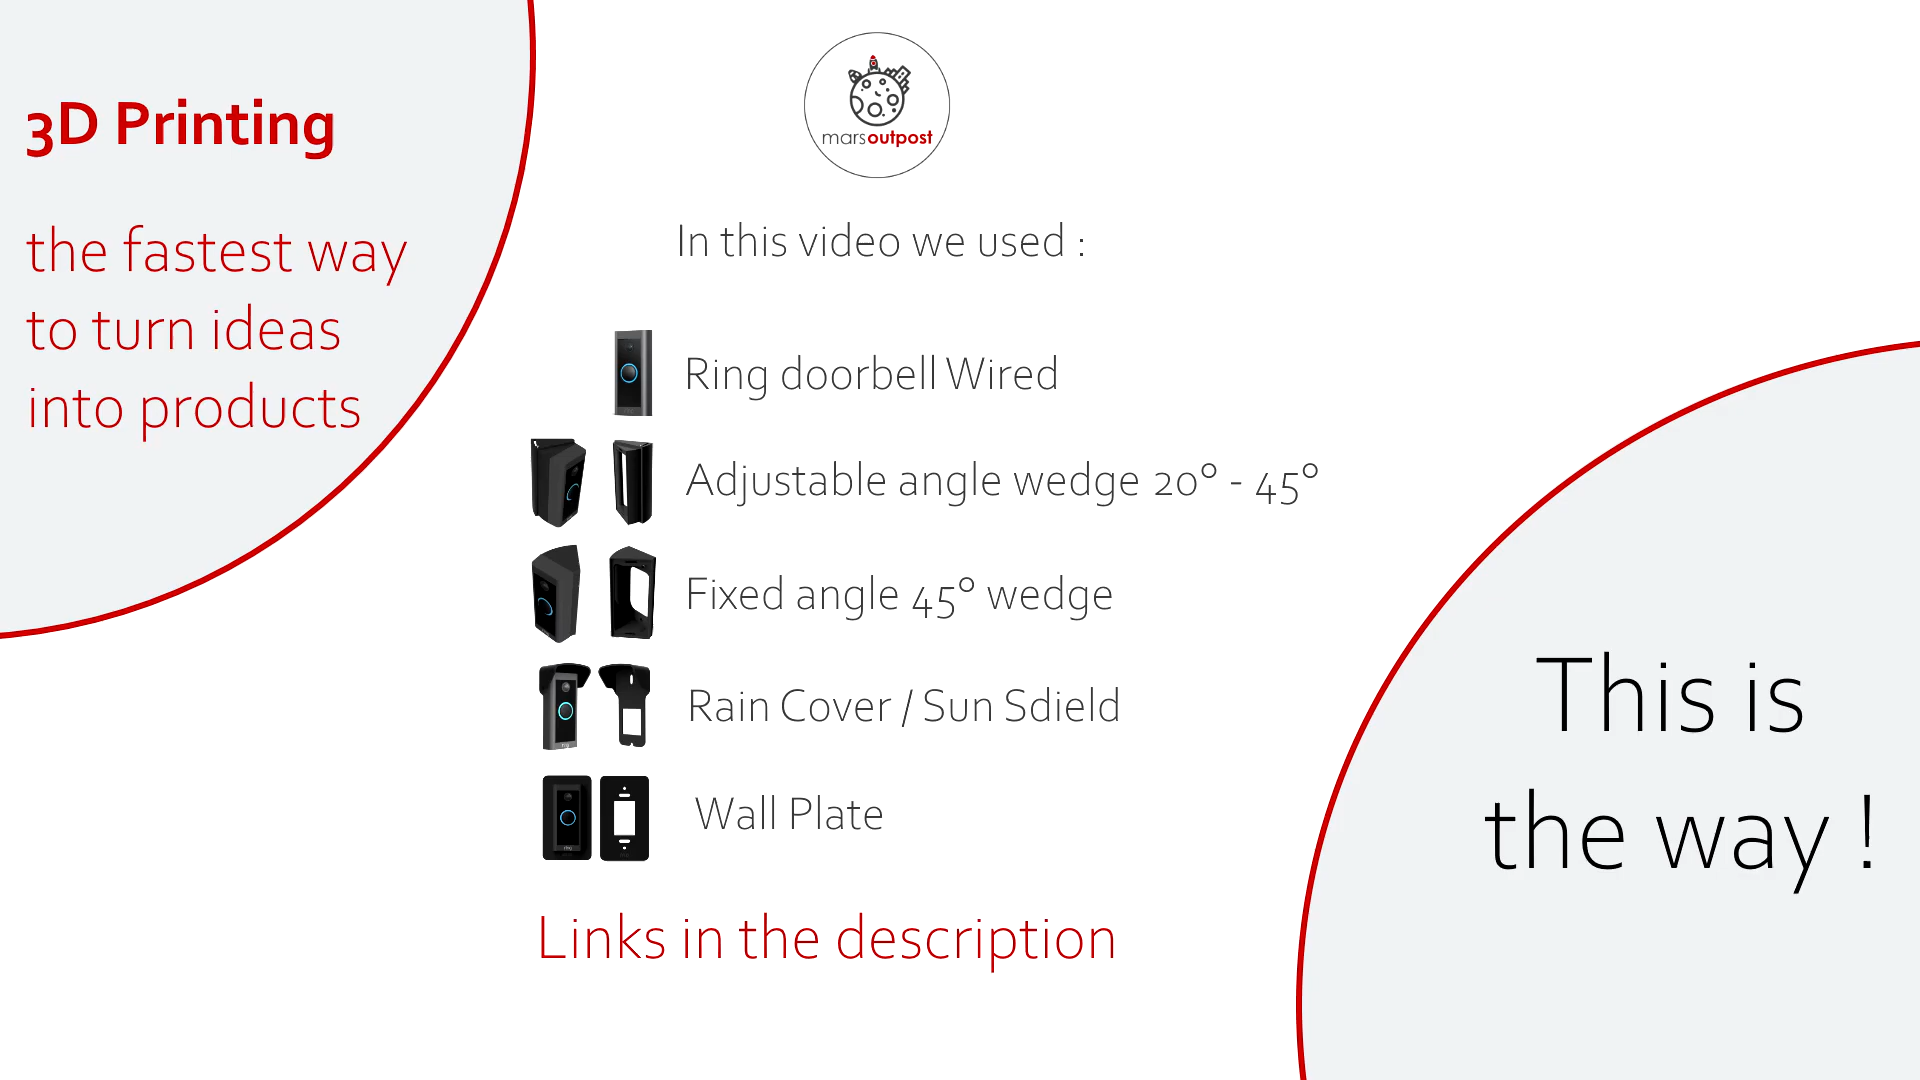 3D Printing
the fastest way
to turn ideas
into products
marsoutpost
In this video we used :
Ring doorbell Wired
Adjustable angle wedge 20° - 45°
Fixed angle 45° wedge
Rain Cover / Sun Sdield
Wall Plate
Links in the description
This is
the way !